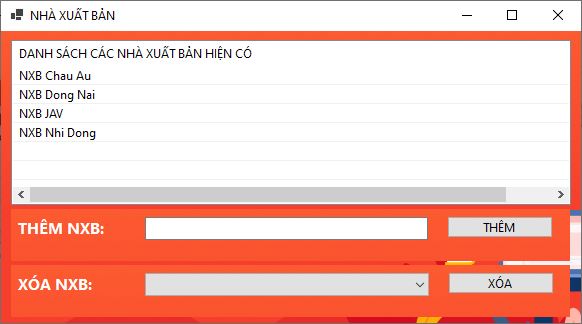 NHÀ XUẤT BẢN
DANH SÁCH CÁC NHÀ XUẤT BẢN HIỆN CÓ
NXB Chau Au
NXB Dong Nai
NXB JAV
NXB Nhi Dong
THÊM NXB: THÊM
XÓA NXB: XÓA